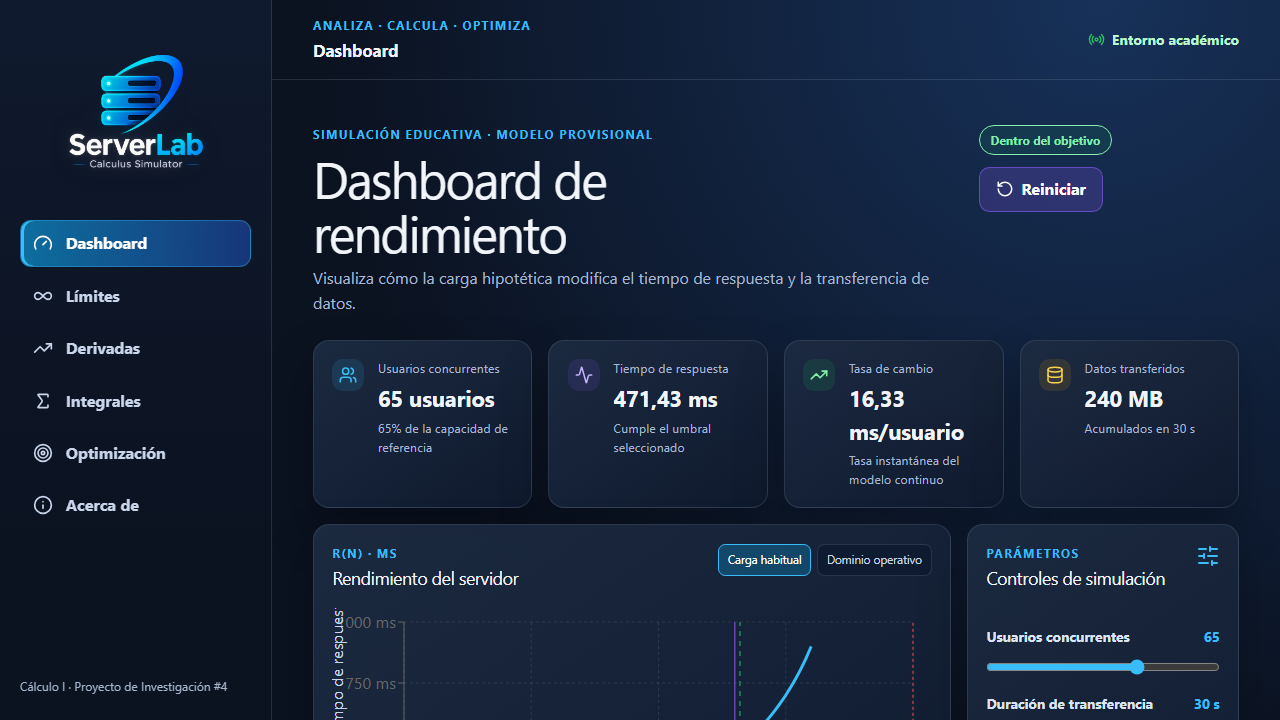 ServerLab
Calculus Simulator
Dashboard
Límites
Derivadas
Integrales
Optimización
Acerca de
Cálculo I · Proyecto de Investigación #4
ANALIZA · CALCULA · OPTIMIZA
Dashboard
Entorno académico
SIMULACIÓN EDUCATIVA · MODELO PROVISIONAL
Dashboard de
rendimiento
Visualiza cómo la carga hipotética modifica el tiempo de respuesta y la transferencia de
datos.
Dentro del objetivo
Reiniciar
Usuarios concurrentes
65 usuarios
65% de la capacidad de
referencia
Tiempo de respuesta
471,43 ms
Cumple el umbral
seleccionado
Tasa de cambio
16,33
ms/usuario
Tasa instantánea del
modelo continuo
Datos transferidos
240 MB
Acumulados en 30 s
R(N) · MS
Rendimiento del servidor
Carga habitual
Dominio operativo
000 ms
750 ms
mpo de respues
PARÁMETROS
Controles de simulación
Usuarios concurrentes
65
Duración de transferencia
30 s